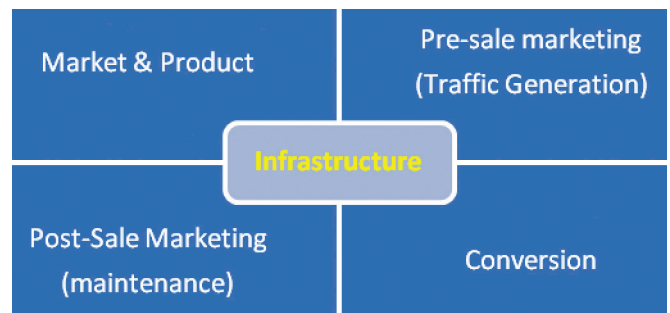 Market & Product
Pre-sale marketing
(Traffic Generation)
Infrastructure
Post-Sale Marketing
(maintenance)
Conversion